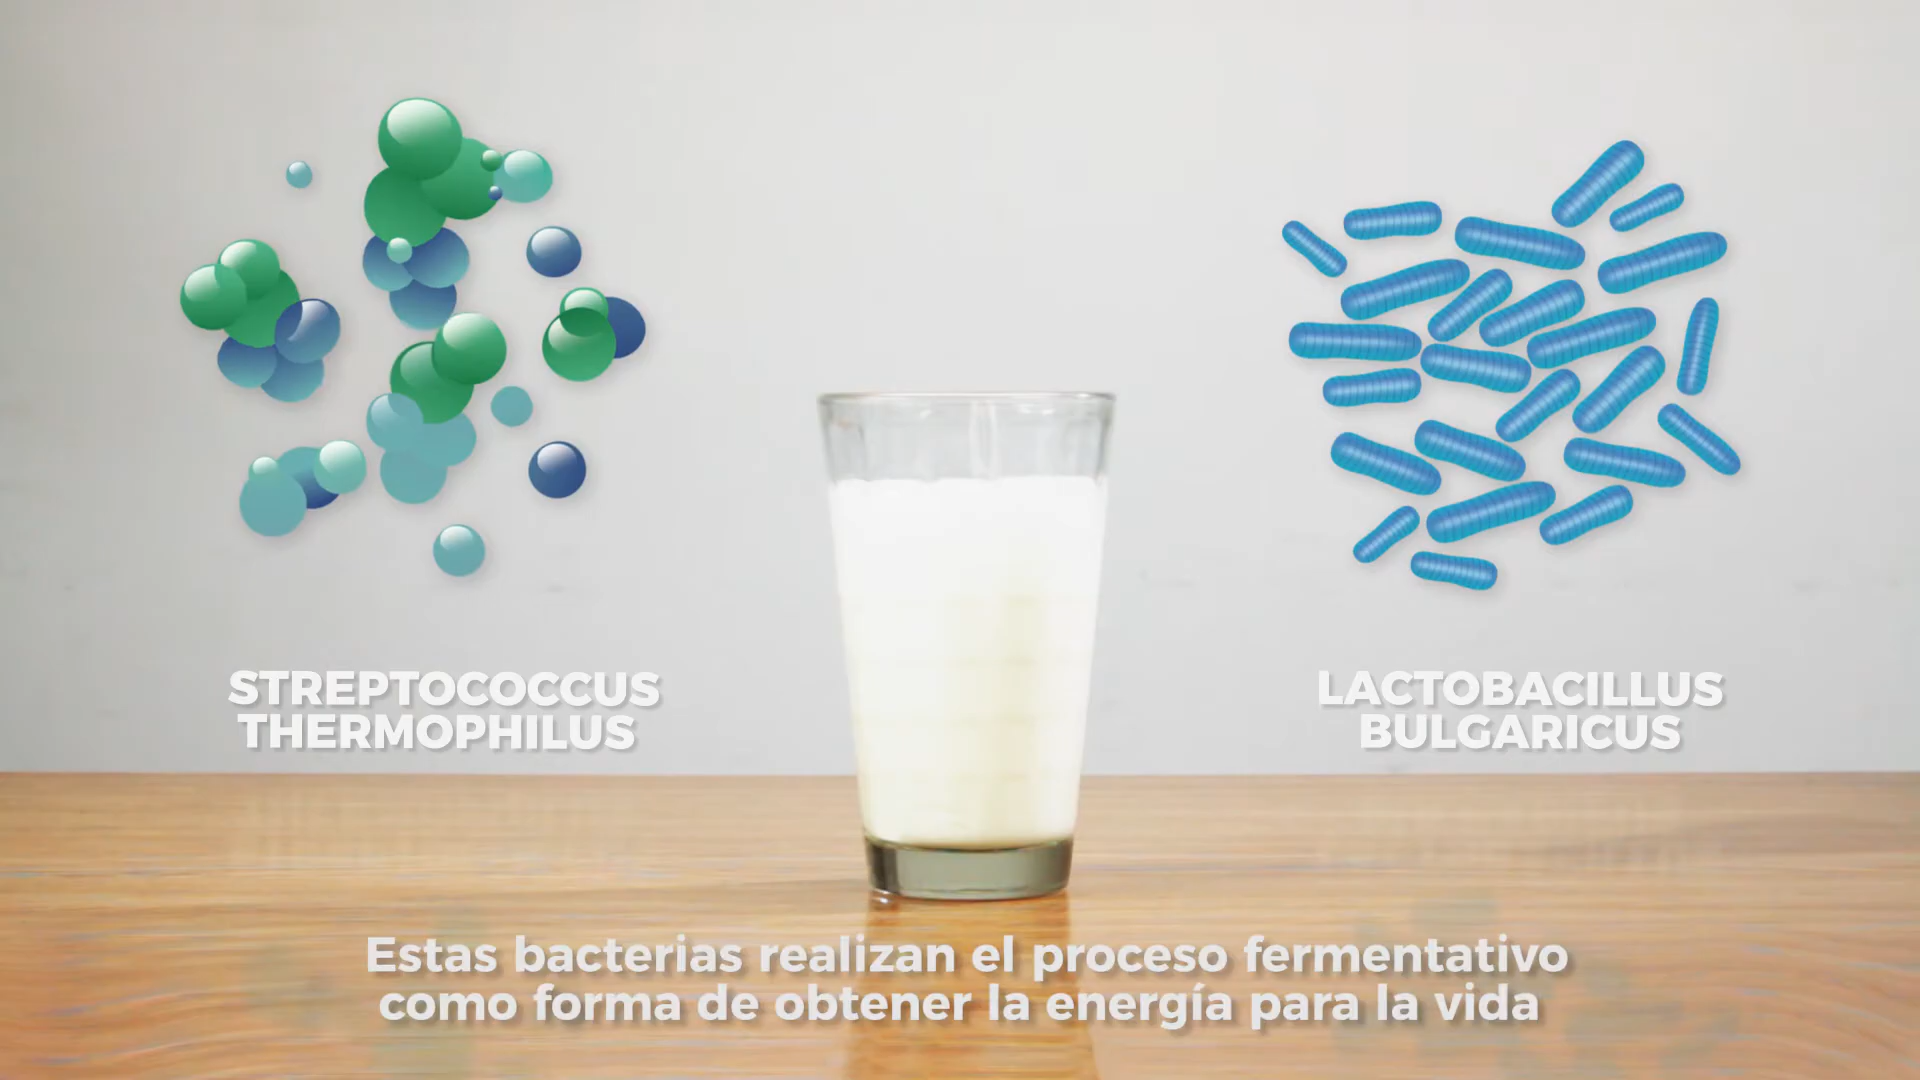 STREPTOCOCCUS
THERMOPHILUS
LACTOBACILLUS
BULGARICUS
Estas bacterias realizan el proceso fermentativo
como forma de obtener la energía para la vida